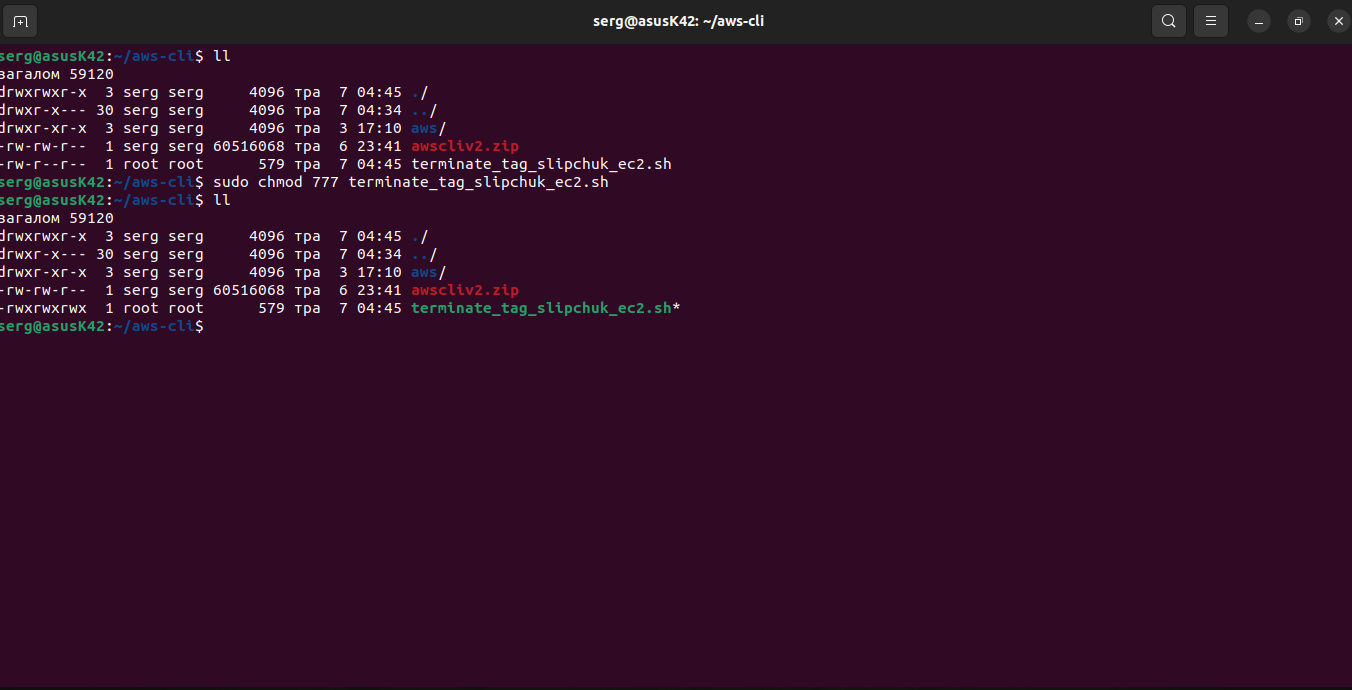 serg@asusK42: ~/aws-cli
serg@asusK42:~/aws-cli$ ll
загалом 59120
drwxrwxr-x  3 serg serg     4096 тра  7 04:45 ./
drwxr-x--- 30 serg serg     4096 тра  7 04:34 ../
drwxr-xr-x  3 serg serg     4096 тра  3 17:10 aws/
-rw-rw-r--  1 serg serg 60516068 тра  6 23:41 awscliv2.zip
-rw-r--r--  1 root root      579 тра  7 04:45 terminate_tag_slipchuk_ec2.sh
serg@asusK42:~/aws-cli$ sudo chmod 777 terminate_tag_slipchuk_ec2.sh
serg@asusK42:~/aws-cli$ ll
загалом 59120
drwxrwxr-x  3 serg serg     4096 тра  7 04:45 ./
drwxr-x--- 30 serg serg     4096 тра  7 04:34 ../
drwxr-xr-x  3 serg serg     4096 тра  3 17:10 aws/
-rw-rw-r--  1 serg serg 60516068 тра  6 23:41 awscliv2.zip
-rwxrwxrwx  1 root root      579 тра  7 04:45 terminate_tag_slipchuk_ec2.sh*
serg@asusK42:~/aws-cli$